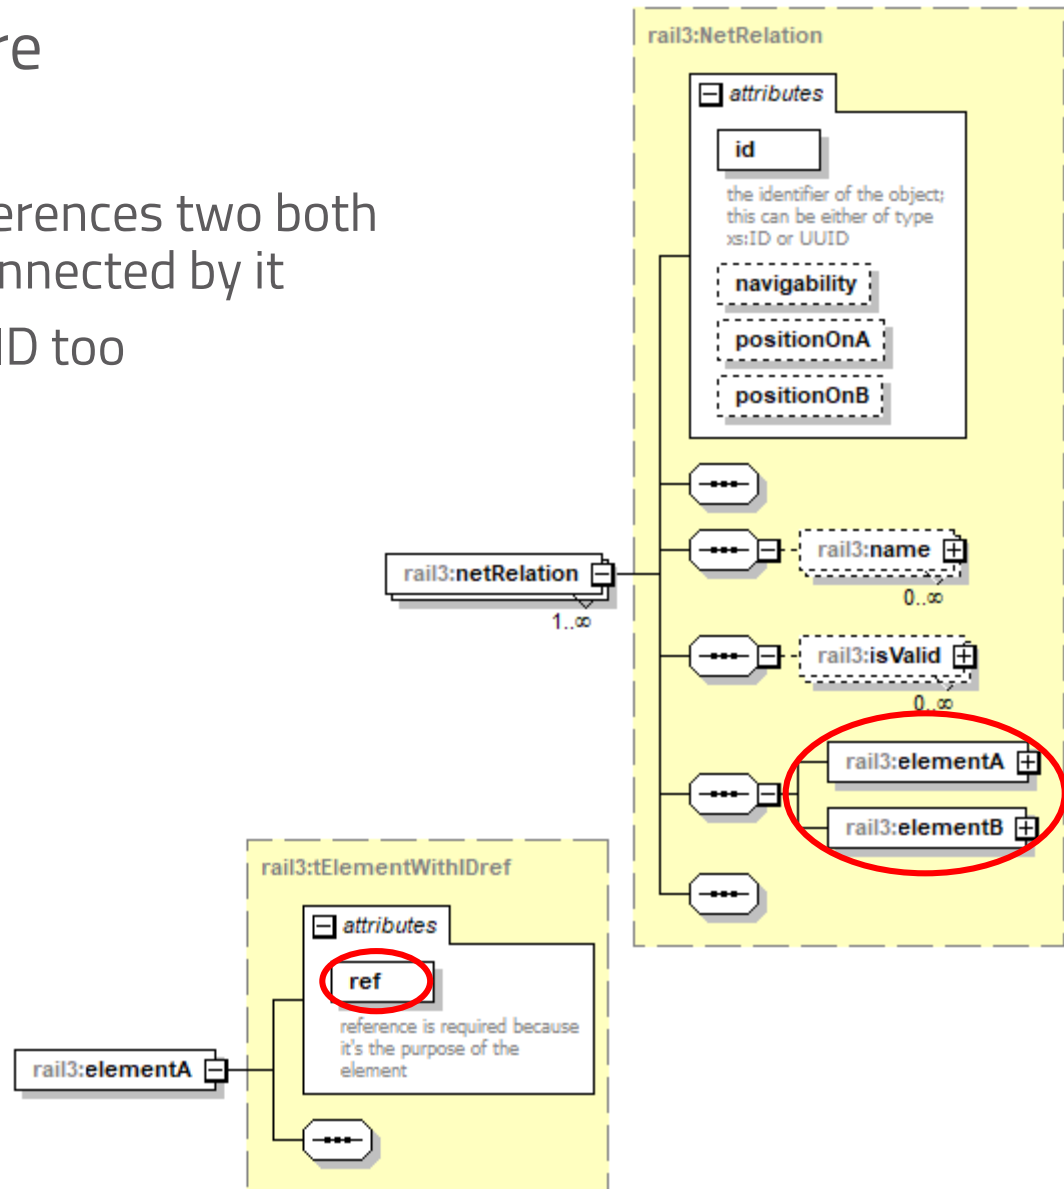 re
erences two both
nnected by it
ID too
rail3:NetRelation
attributes
id
the identifier of the object;
this can be either of type
xs:ID or UUID
navigability
positionOnA
positionOnB
rail3:name
0..∞
rail3:netRelation
1..∞
rail3:isValid
0..∞
rail3:elementA
rail3:elementB
rail3:tElementWithIDref
attributes
ref
reference is required because
it's the purpose of the
element
rail3:elementA